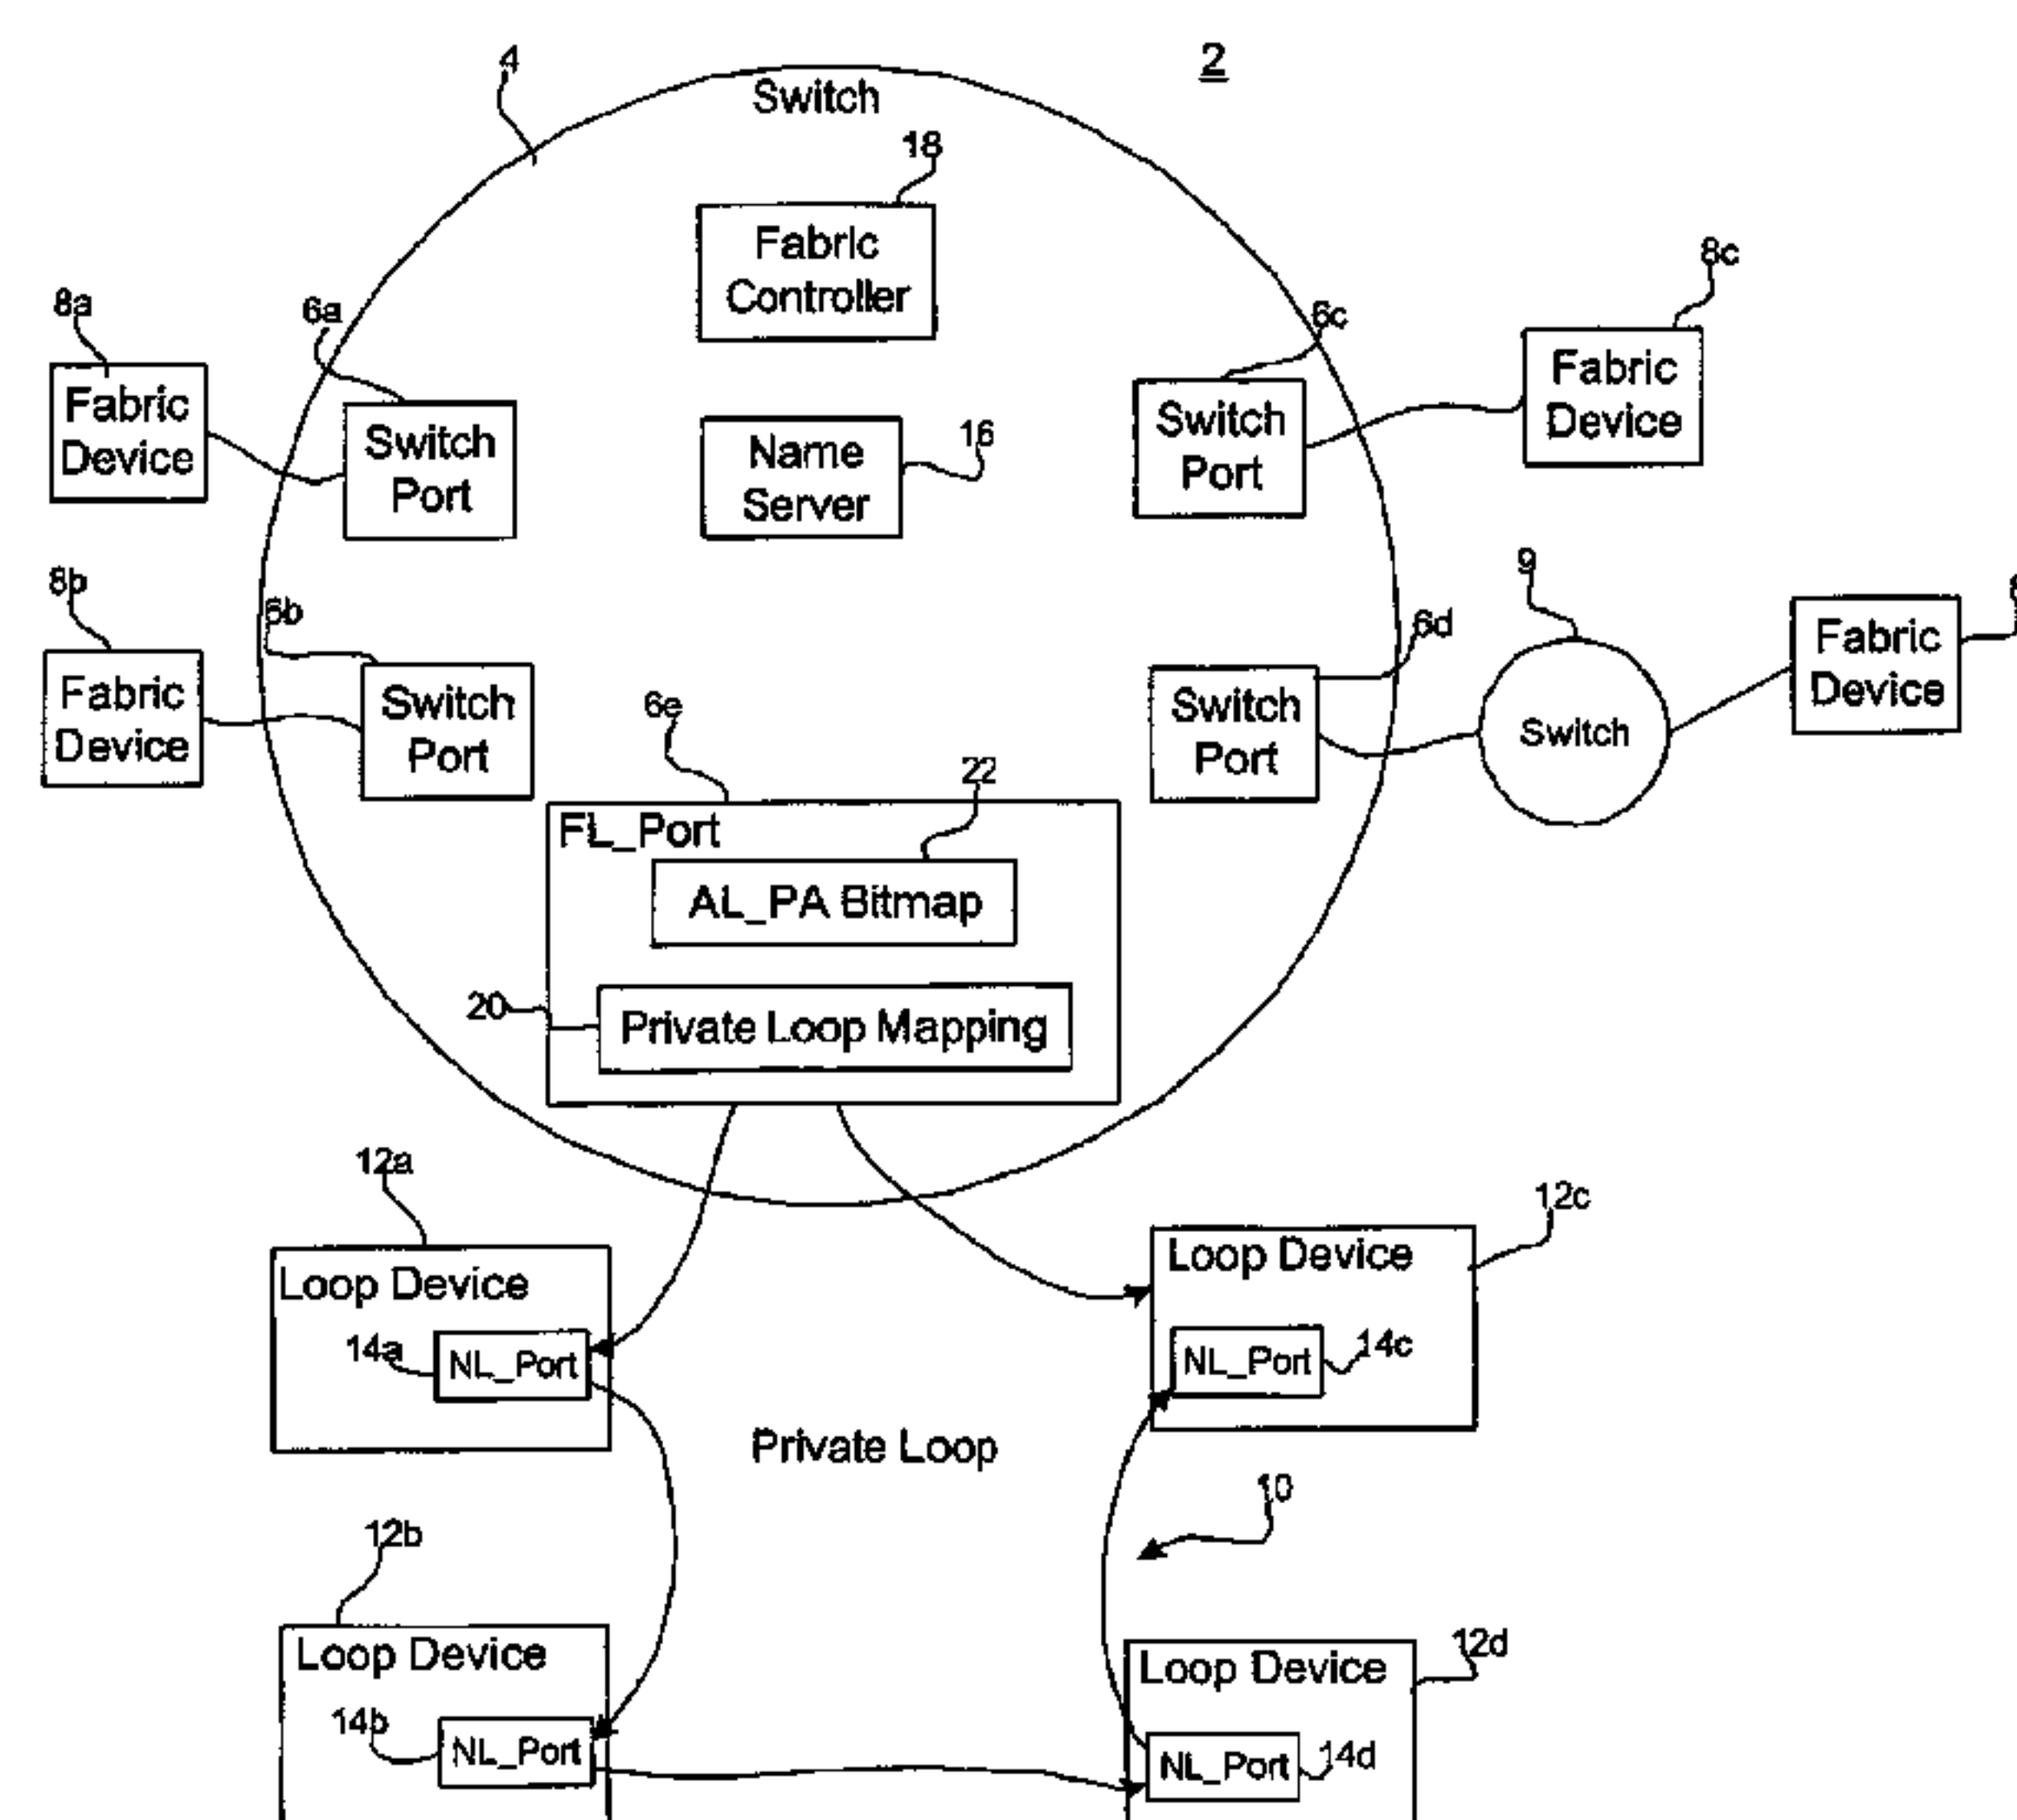 4
2
Switch
18
Fabric
Controller
8a
6a
6c
8c
Fabric
Device
Switch
Port
Name
Server
16
Switch
Port
Fabric
Device
8b
6b
6d
9
Fabric
Device
Switch
Port
6e
Switch
Port
Switch
Fabric
Device
22
FL_Port
AL_PA Bitmap
20
Private Loop Mapping
12a
12c
Loop Device
Loop Device
14a
NL_Port
NL_Port
14c
Private Loop
10
12b
12d
Loop Device
Loop Device
14b
NL_Port
NL_Port
14d